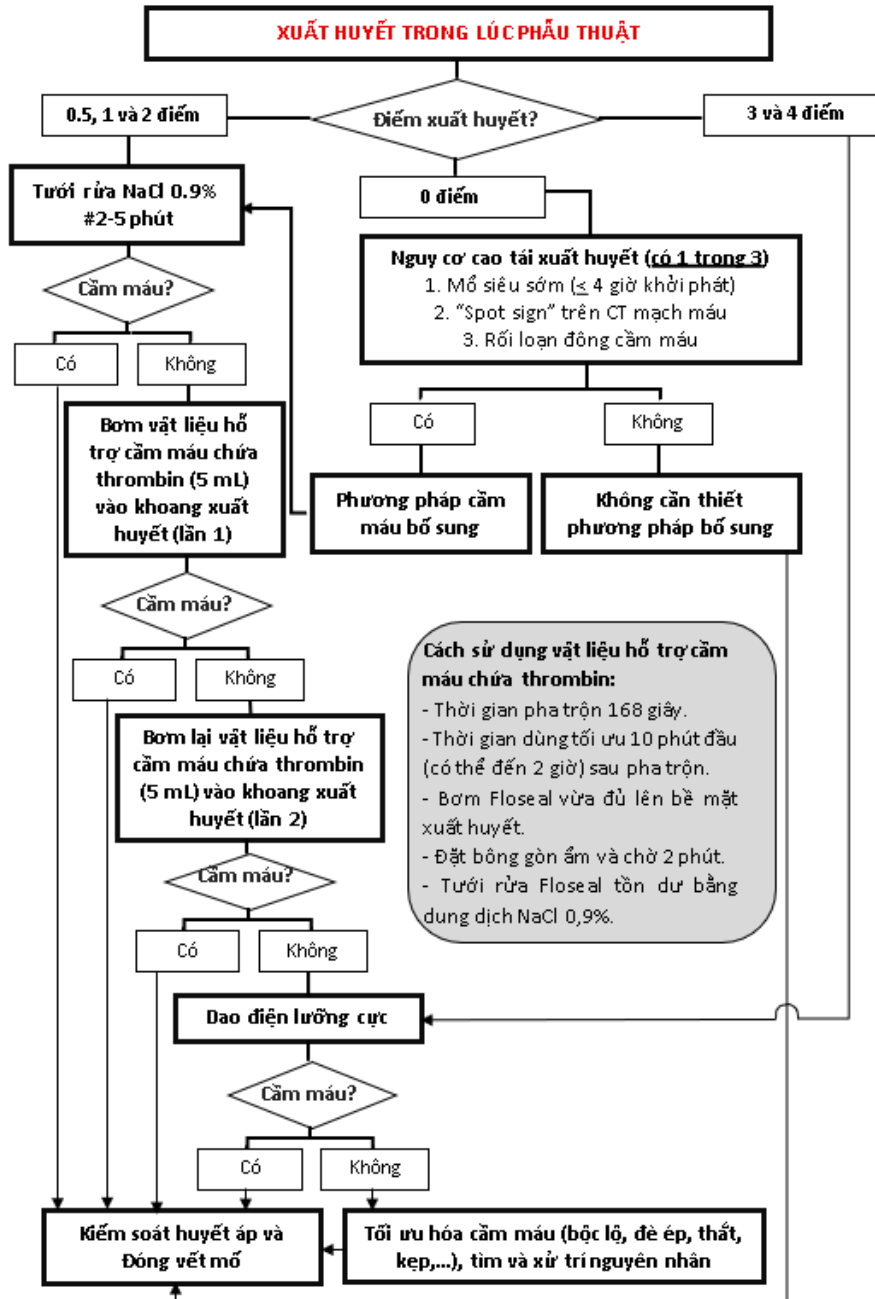 XUẤT HUYẾT TRONG LÚC PHẪU THUẬT
0.5, 1 và 2 điểm
Điểm xuất huyết?
3 và 4 điểm
Tưới rửa NaCl 0.9%
#2-5 phút
0 điểm
Nguy cơ cao tái xuất huyết (có 1 trong 3)
1. Mổ siêu sớm (≤ 4 giờ khởi phát)
2. “Spot sign” trên CT mạch máu
3. Rối loạn đông cầm máu
Cầm máu?
Có
Không
Có
Không
Bơm vật liệu hỗ
trợ cầm máu chứa
thrombin (5 mL)
vào khoang xuất
huyết (lần 1)
Phương pháp cầm
máu bổ sung
Không cần thiết
phương pháp bổ sung
Cầm máu?
Có
Không
Cách sử dụng vật liệu hỗ trợ cầm
máu chứa thrombin:
- Thời gian pha trộn 168 giây.
- Thời gian dùng tối ưu 10 phút đầu
(có thể đến 2 giờ) sau pha trộn.
- Bơm Floseal vừa đủ lên bề mặt
xuất huyết.
- Đặt bông gòn ẩm và chờ 2 phút.
- Tưới rửa Floseal tồn dư bằng
dung dịch NaCl 0,9%.
Bơm lại vật liệu hỗ trợ
cầm máu chứa thrombin
(5 mL) vào khoang xuất
huyết (lần 2)
Cầm máu?
Có
Không
Dao điện lưỡng cực
Cầm máu?
Có
Không
Kiểm soát huyết áp và
Đóng vết mổ
Tối ưu hóa cầm máu (bộc lộ, đè ép, thắt,
kẹp,...), tìm và xử trí nguyên nhân